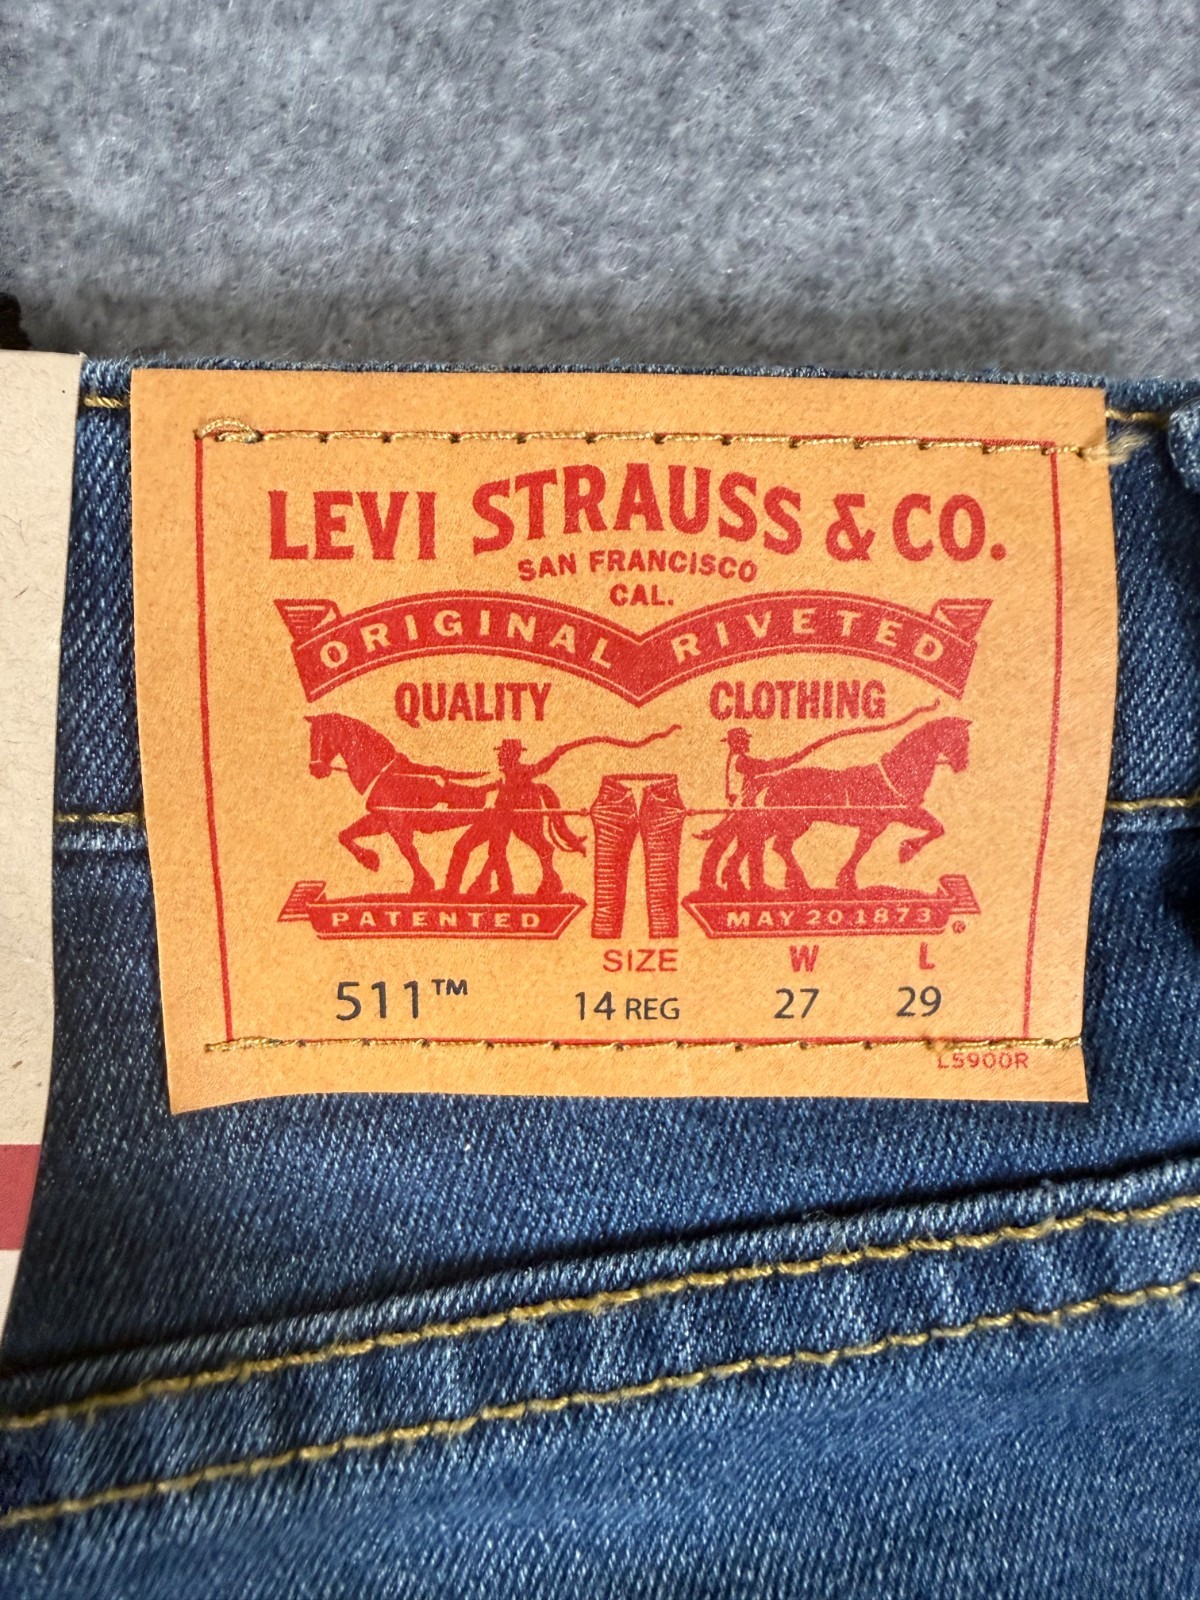 LEVI STRAUSS & CO.
SAN FRANCISCO
CAL.
ORIGINAL RIVETED
QUALITY CLOTHING
PATENTED MAY 20 1873 ®
SIZE W L
511™ 14 REG 27 29
L5900R